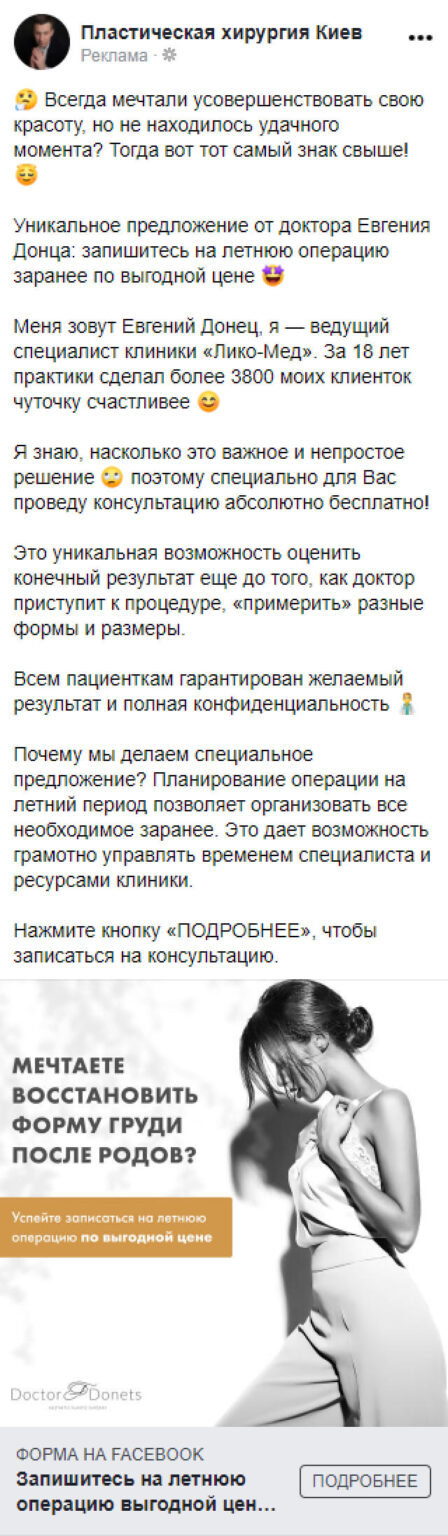 Пластическая хирургия Киев
Реклама ·
🤔 Всегда мечтали усовершенствовать свою
красоту, но не находилось удачного
момента? Тогда вот тот самый знак свыше!
😇
Уникальное предложение от доктора Евгения
Донца: запишитесь на летнюю операцию
заранее по выгодной цене 🤩
Меня зовут Евгений Донец, я — ведущий
специалист клиники «Лико-Мед». За 18 лет
практики сделал более 3800 моих клиенток
чуточку счастливее 😊
Я знаю, насколько это важное и непростое
решение 🙄 поэтому специально для Вас
проведу консультацию абсолютно бесплатно!
Это уникальная возможность оценить
конечный результат еще до того, как доктор
приступит к процедуре, «примерить» разные
формы и размеры.
Всем пациенткам гарантирован желаемый
результат и полная конфиденциальность 👨‍⚕️
Почему мы делаем специальное
предложение? Планирование операции на
летний период позволяет организовать все
необходимое заранее. Это дает возможность
грамотно управлять временем специалиста и
ресурсами клиники.
Нажмите кнопку «ПОДРОБНЕЕ», чтобы
записаться на консультацию.
МЕЧТАЕТЕ
ВОССТАНОВИТЬ
ФОРМУ ГРУДИ
ПОСЛЕ РОДОВ?
Успейте записаться на летнюю
операцию по выгодной цене
Doctor Donets
ФОРМА НА FACEBOOK
Запишитесь на летнюю
операцию выгодной цен...
ПОДРОБНЕЕ